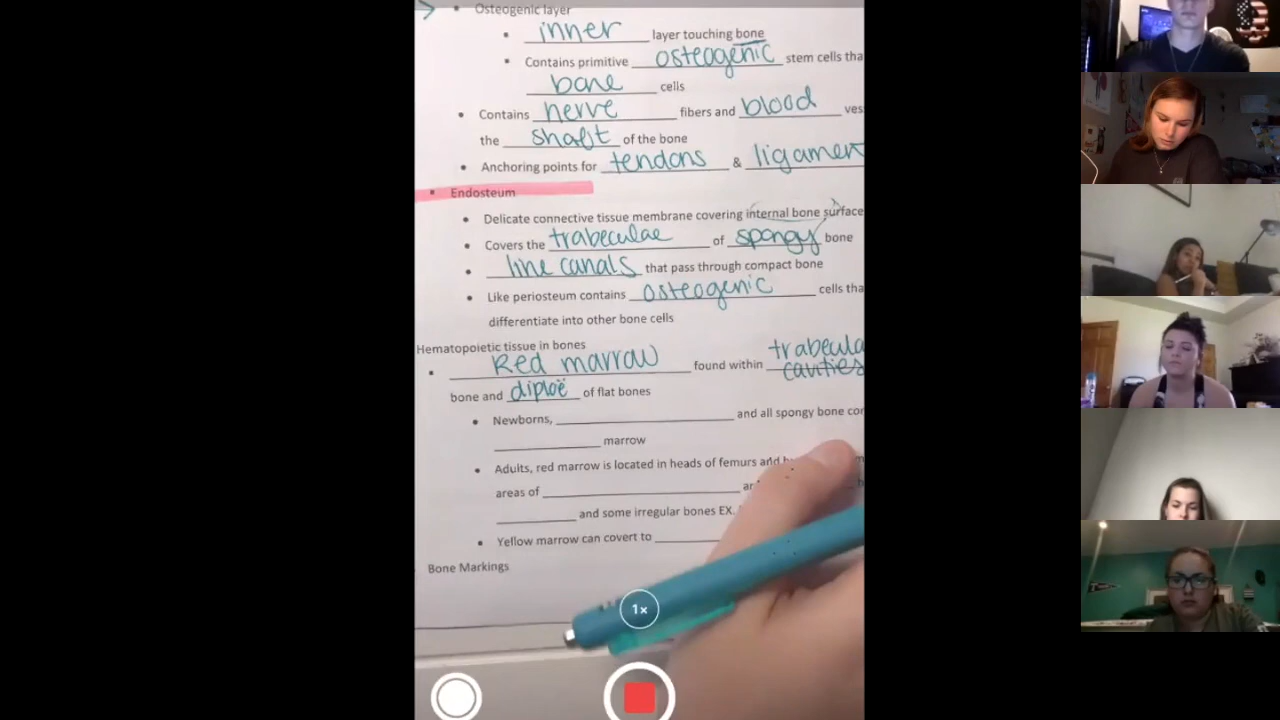 Osteogenic layer
inner layer touching bone
Contains primitive osteogenic stem cells tha
bone cells
Contains nerve fibers and blood ves
the shaft of the bone
Anchoring points for tendons & ligament
Endosteum
Delicate connective tissue membrane covering internal bone surface
Covers the trabeculae of spongy bone
line canals that pass through compact bone
Like periosteum contains osteogenic cells tha
differentiate into other bone cells
Hematopoietic tissue in bones
Red marrow found within trabecula
cavities
bone and diploë of flat bones
Newborns, and all spongy bone con
marrow
Adults, red marrow is located in heads of femurs and
areas of
and some irregular bones EX.
Yellow marrow can covert to
Bone Markings
1x